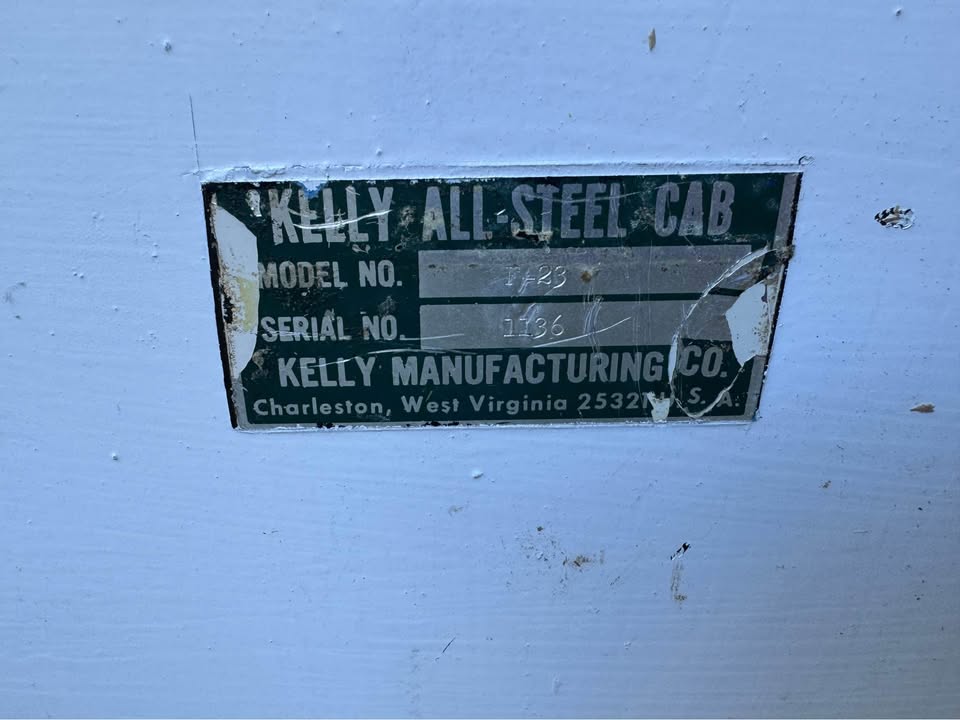 KELLY ALL-STEEL CAB
MODEL NO.
SERIAL NO. 1136
KELLY MANUFACTURING CO.
Charleston, West Virginia S. A.